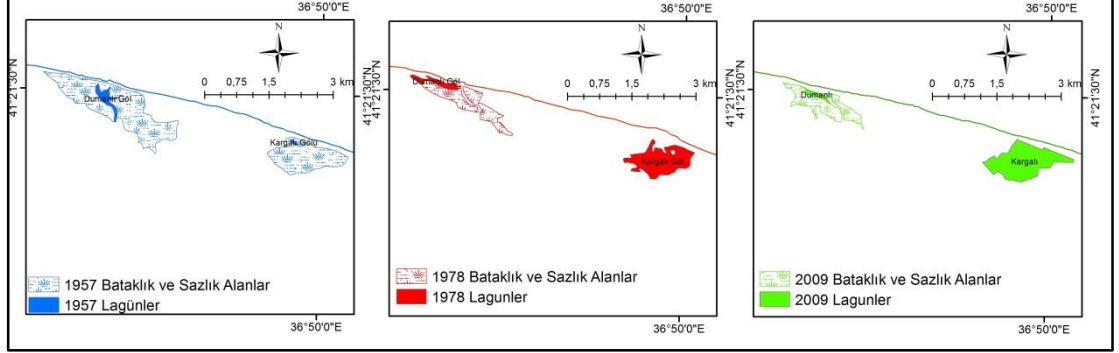 36°50'0"E
N
0 0,75 1,5 3 km
41°21'30"N
Dumanlı Göl
Kargalı Gölü
1957 Bataklık ve Sazlık Alanlar
1957 Lagünler
36°50'0"E
36°50'0"E
N
0 0,75 1,5 3 km
41°21'30"N
41°21'30"N
Dumanlı Göl
Kargalı Göl
1978 Bataklık ve Sazlık Alanlar
1978 Lagunler
36°50'0"E
36°50'0"E
N
0 0,75 1,5 3 km
41°21'30"N
41°21'30"N
Dumanlı
Kargalı
2009 Bataklık ve Sazlık Alanlar
2009 Lagunler
36°50'0"E